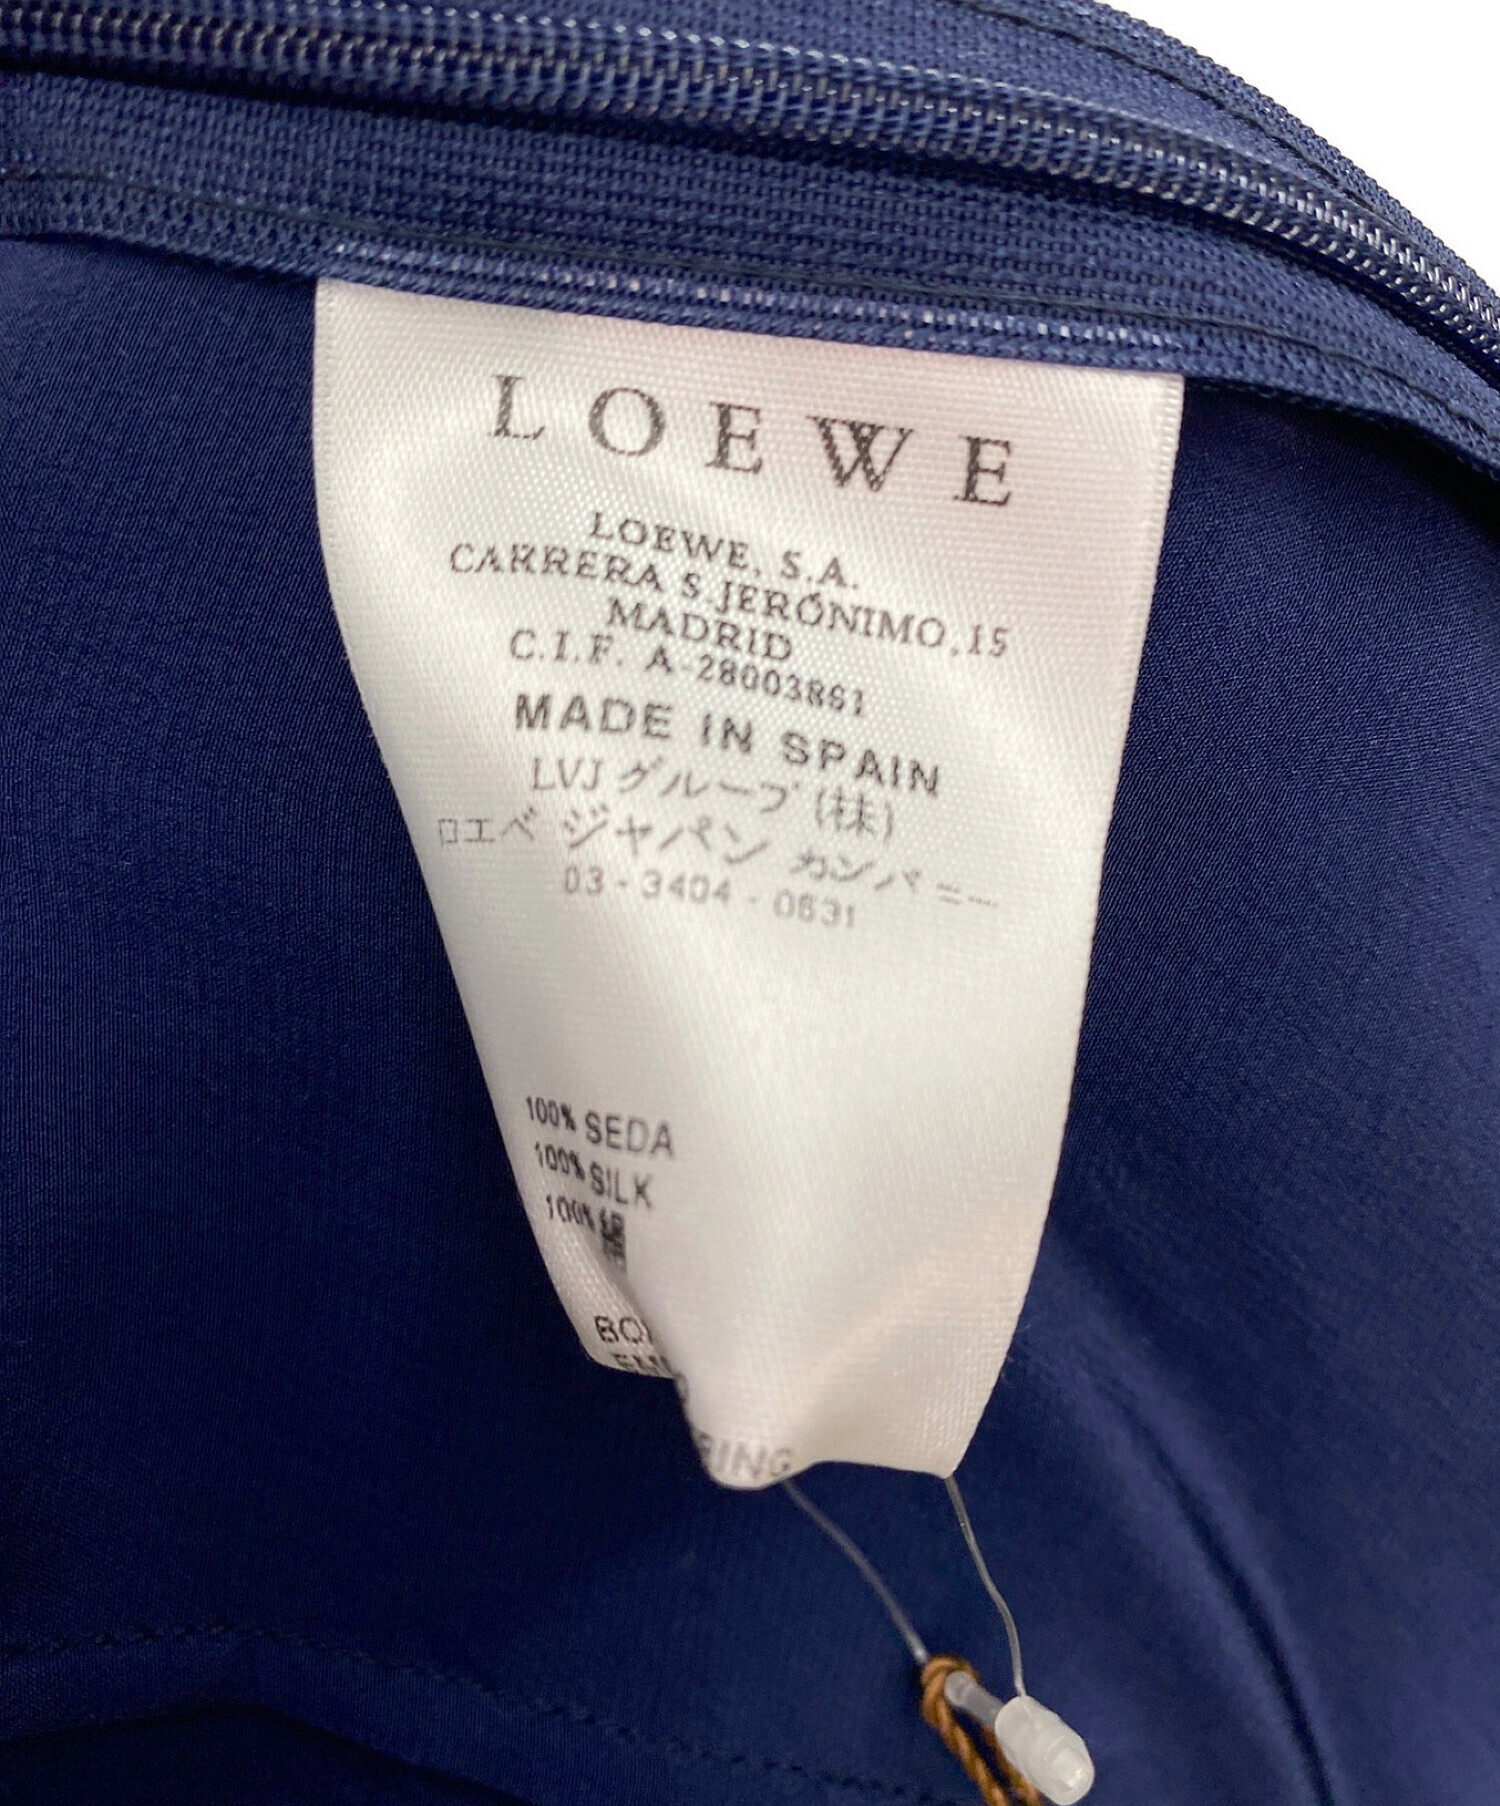 LOEWE
LOEWE, S.A.
CARRERA S.JERÓNIMO,15
MADRID
C.I.F. A-28003861
MADE IN SPAIN
LVJ グループ (株)
ロエベ ジャパン カンパニー
03-3404-0631
100% SEDA
100% SILK
100%